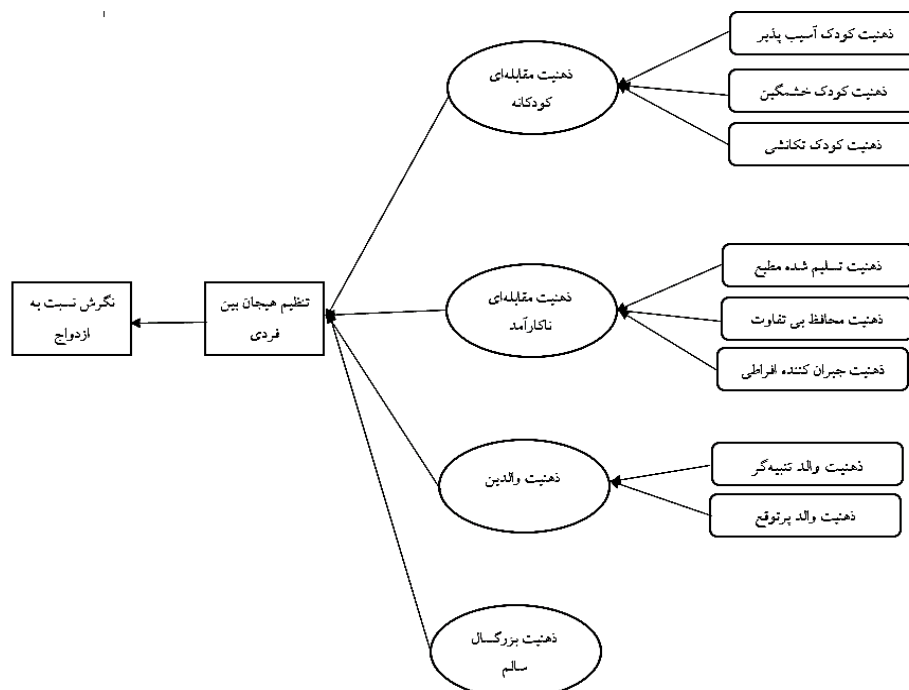 ذهنیت کودک آسیب پذیر
ذهنیت کودک خشمگین
ذهنیت کودک تکانشی
ذهنیت مقابله‌ای
کودکانه
ذهنیت تسلیم شده مطیع
ذهنیت محافظ بی تفاوت
ذهنیت جبران کننده افراطی
ذهنیت مقابله‌ای
ناکارآمد
تنظیم هیجان بین
فردی
نگرش نسبت به
ازدواج
ذهنیت والد تنبیه‌گر
ذهنیت والد پرتوقع
ذهنیت والدین
ذهنیت بزرگسال
سالم